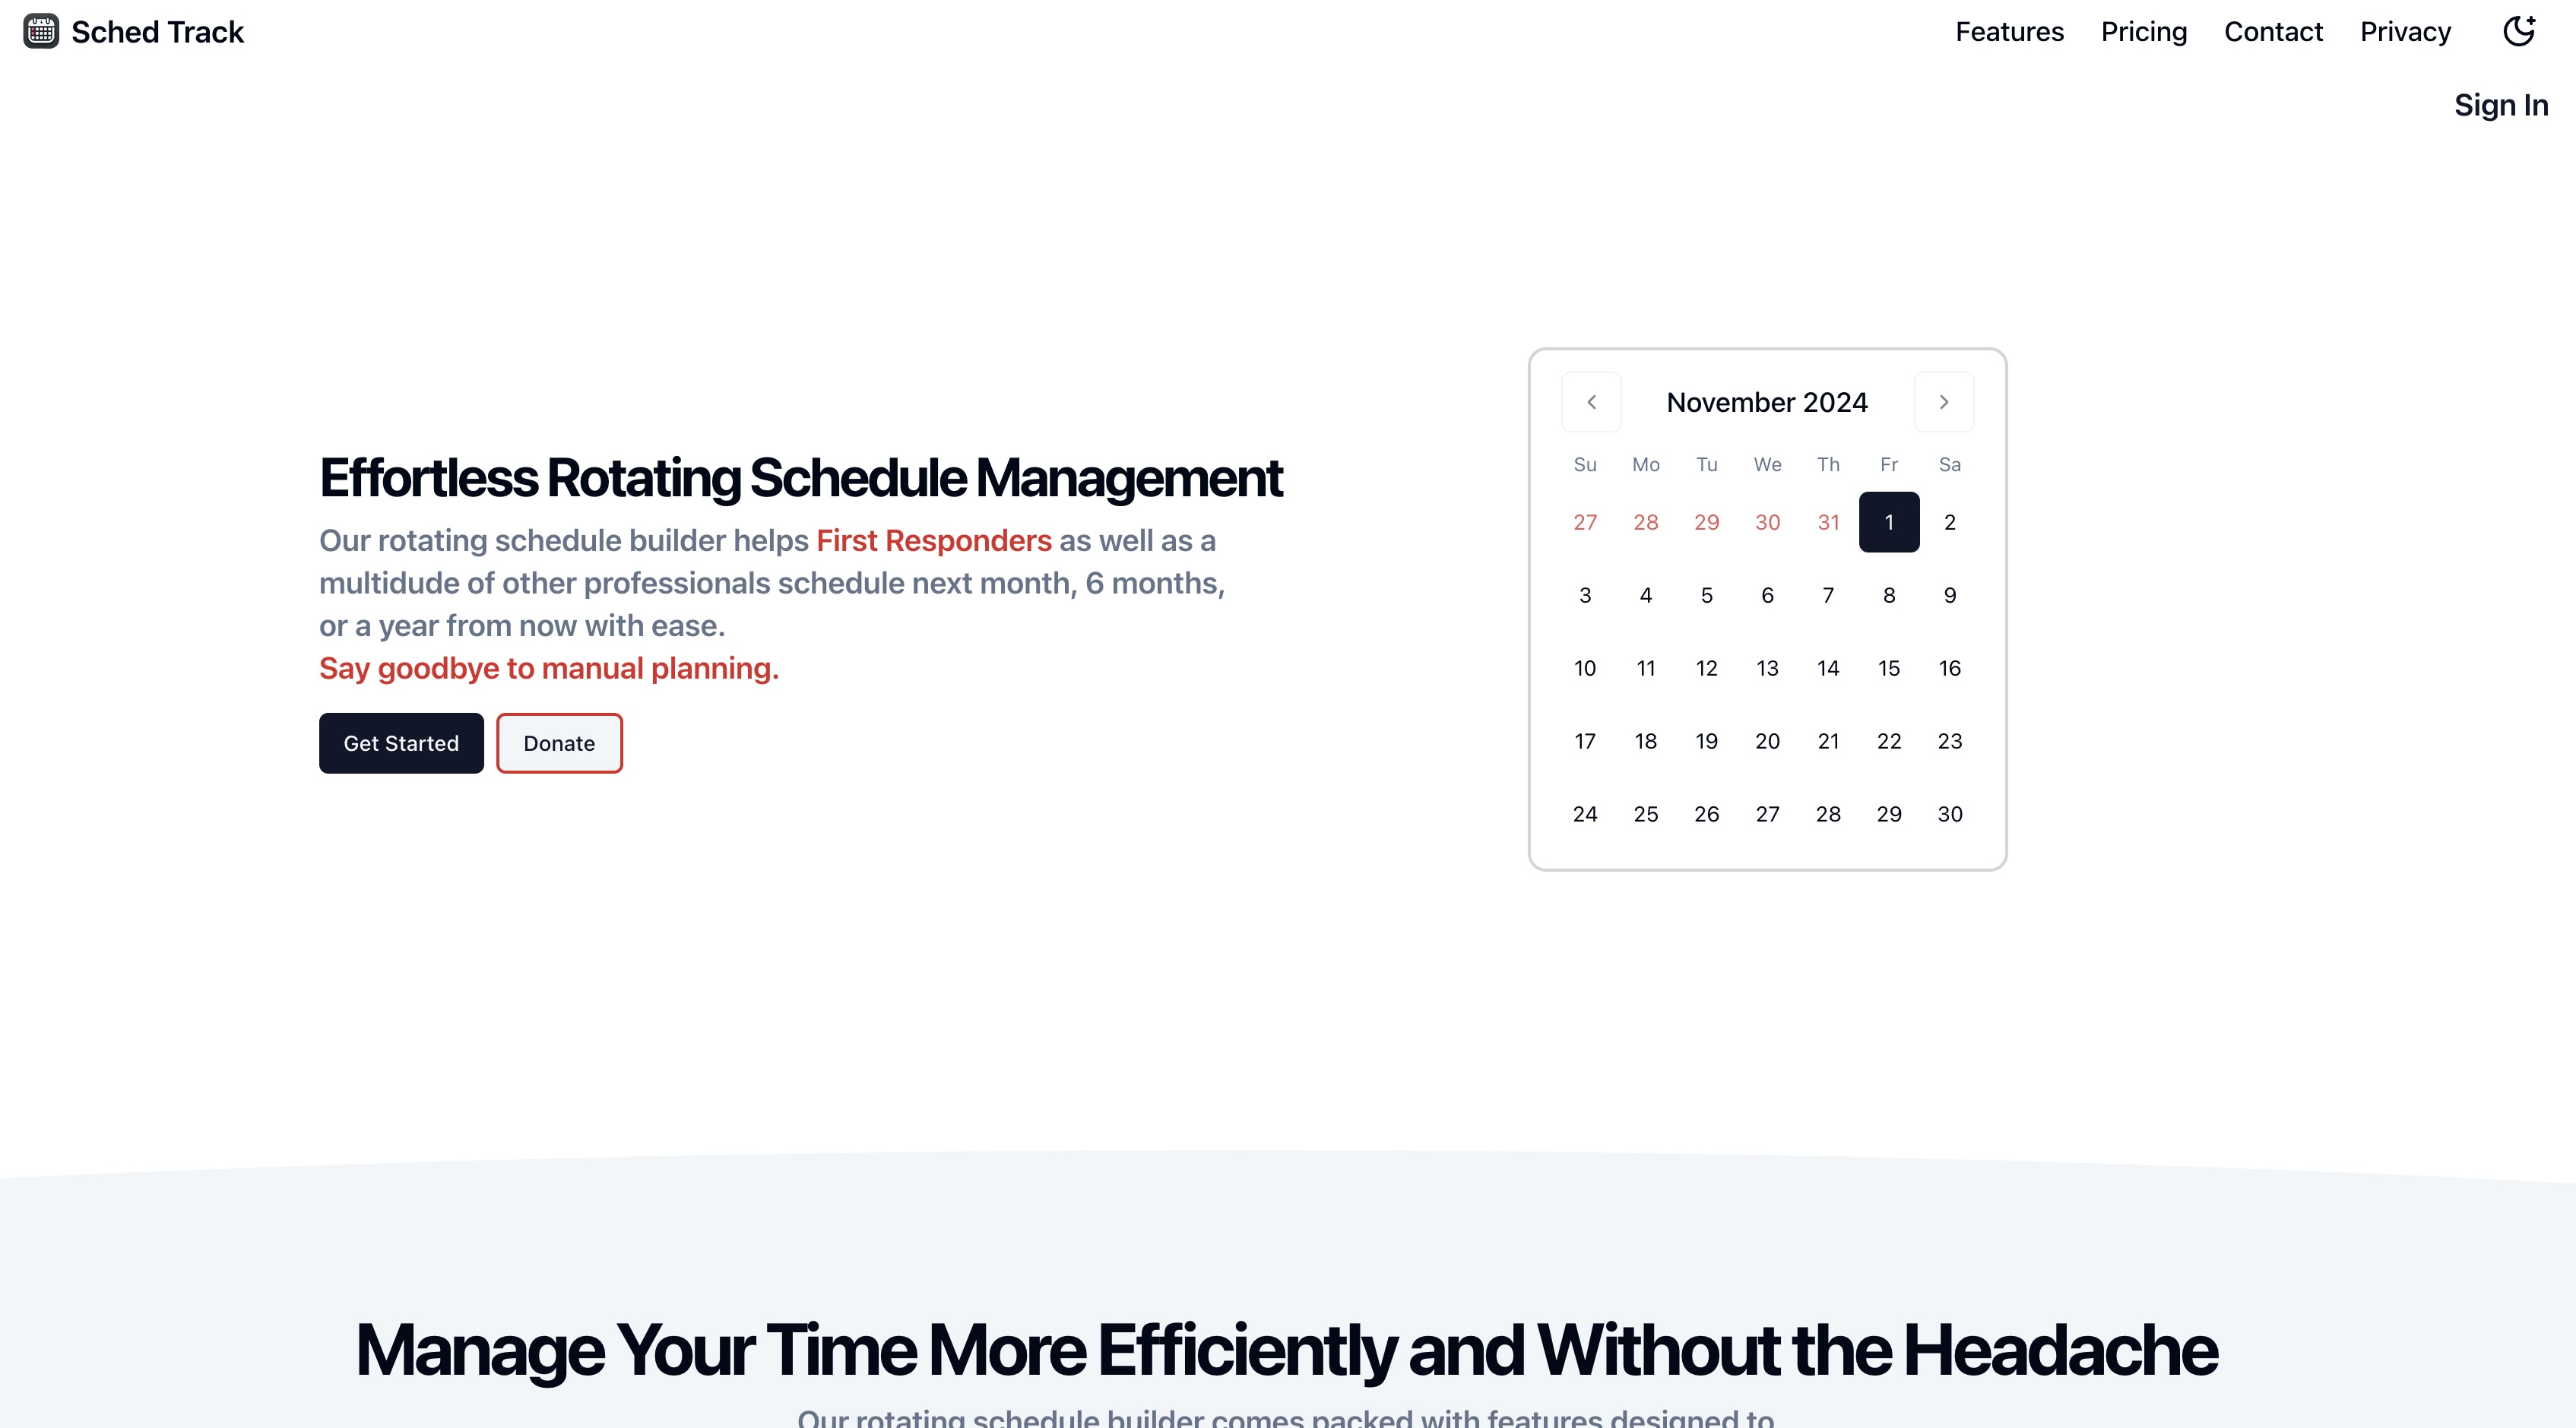 Sched Track
Features Pricing Contact Privacy
Sign In
Effortless Rotating Schedule Management
Our rotating schedule builder helps First Responders as well as a
multidude of other professionals schedule next month, 6 months,
or a year from now with ease.
Say goodbye to manual planning.
Get Started Donate
November 2024
Su Mo Tu We Th Fr Sa
27 28 29 30 31 1 2
3 4 5 6 7 8 9
10 11 12 13 14 15 16
17 18 19 20 21 22 23
24 25 26 27 28 29 30
Manage Your Time More Efficiently and Without the Headache
Our rotating schedule builder comes packed with features designed to